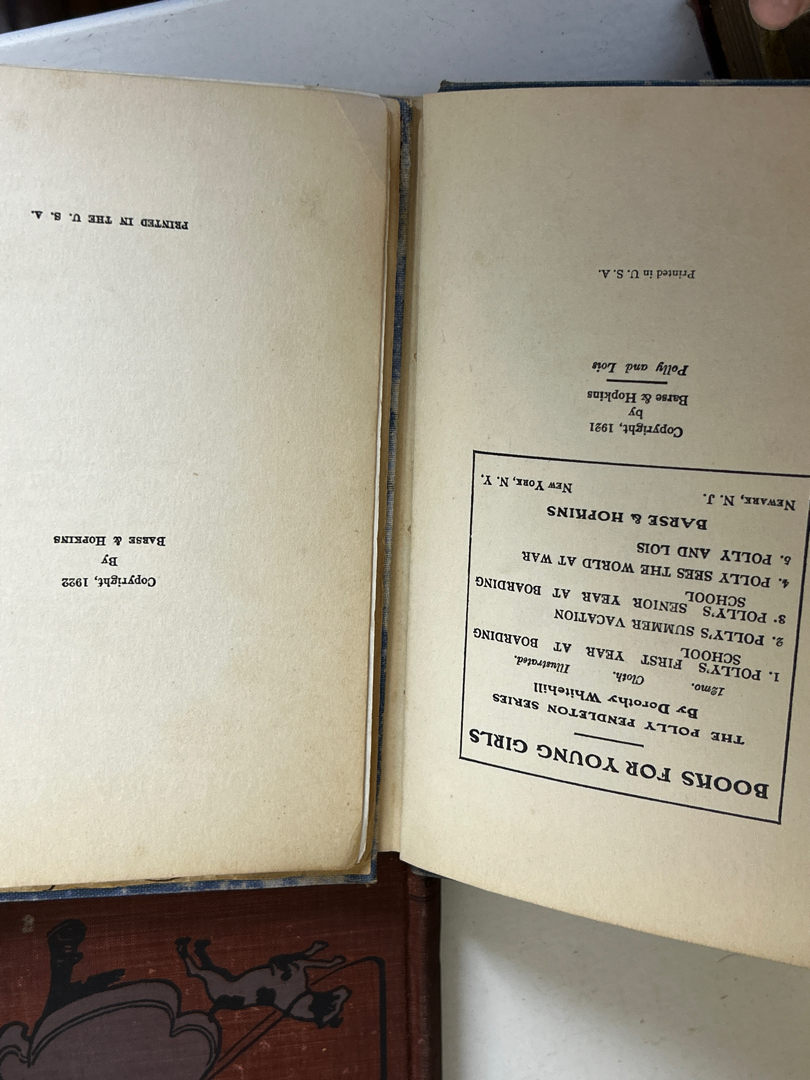 BOOKS FOR YOUNG GIRLS
THE POLLY PENDLETON SERIES
By Dorothy Whitehill
12mo. Cloth. Illustrated.
1. POLLY'S FIRST YEAR AT BOARDING
SCHOOL
2. POLLY'S SUMMER VACATION
3. POLLY'S SENIOR YEAR AT BOARDING
SCHOOL
4. POLLY SEES THE WORLD AT WAR
5. POLLY AND LOIS
BARSE & HOPKINS
NEWARK, N. J. NEW YORK, N. Y.
Copyright, 1921
by
Barse & Hopkins
Polly and Lois
Printed in U. S. A.
Copyright, 1922
By
BARSE & HOPKINS
PRINTED IN THE U. S. A.